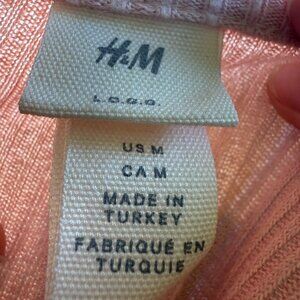 H&M
L.O.G.G.
US M
CA M
MADE IN
TURKEY
FABRIQUÉ EN
TURQUIE